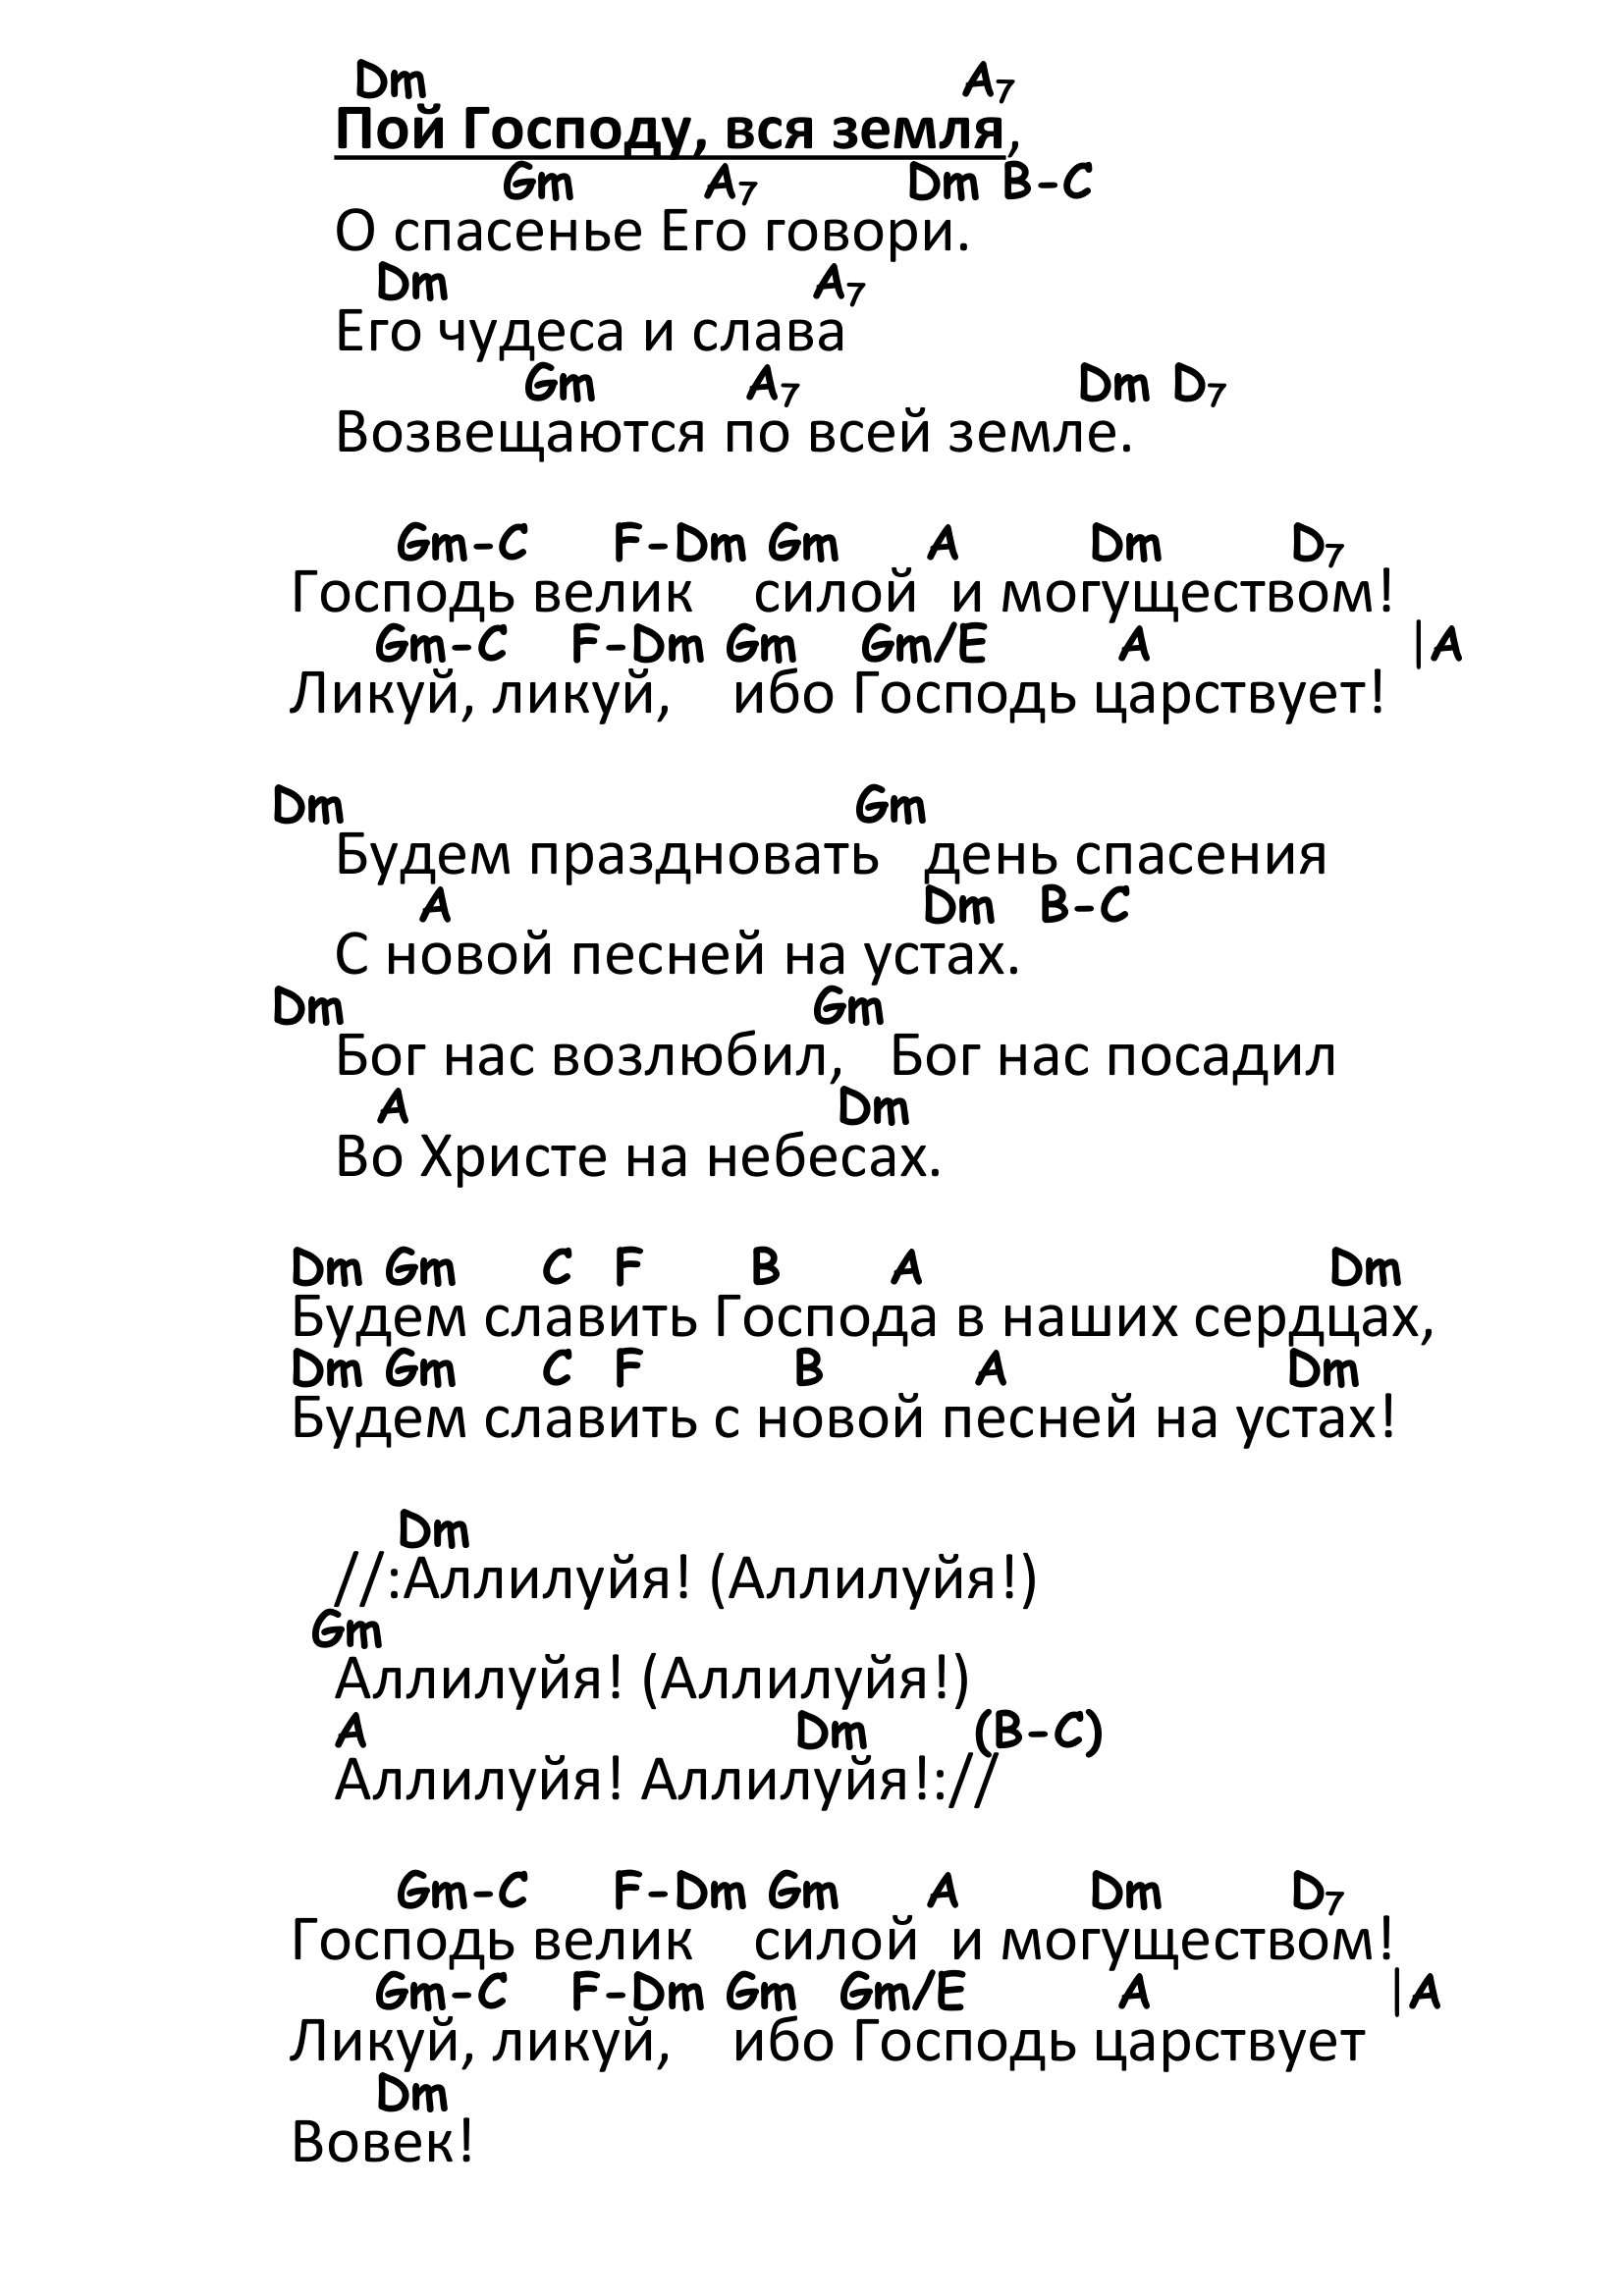 Dm A7
Пой Господу, вся земля,
Gm A7 Dm B-C
О спасенье Его говори.
Dm A7
Его чудеса и слава
Gm A7 Dm D7
Возвещаются по всей земле.
Gm-C F-Dm Gm A Dm D7
Господь велик силой и могуществом!
Gm-C F-Dm Gm Gm/E A |A
Ликуй, ликуй, ибо Господь царствует!
Dm Gm
Будем праздновать день спасения
A Dm B-C
С новой песней на устах.
Dm Gm
Бог нас возлюбил, Бог нас посадил
A Dm
Во Христе на небесах.
Dm Gm C F B A Dm
Будем славить Господа в наших сердцах,
Dm Gm C F B A Dm
Будем славить с новой песней на устах!
Dm
//:Аллилуйя! (Аллилуйя!)
Gm
Аллилуйя! (Аллилуйя!)
A Dm (B-C)
Аллилуйя! Аллилуйя!://
Gm-C F-Dm Gm A Dm D7
Господь велик силой и могуществом!
Gm-C F-Dm Gm Gm/E A |A
Ликуй, ликуй, ибо Господь царствует
Dm
Вовек!